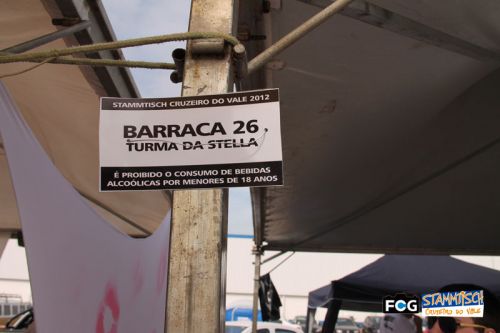 STAMMTISCH CRUZEIRO DO VALE 2012
BARRACA 26
TURMA DA STELLA
É PROIBIDO O CONSUMO DE BEBIDAS
ALCOÓLICAS POR MENORES DE 18 ANOS
FCG
STAMMTISCH
CRUZEIRO DO VALE